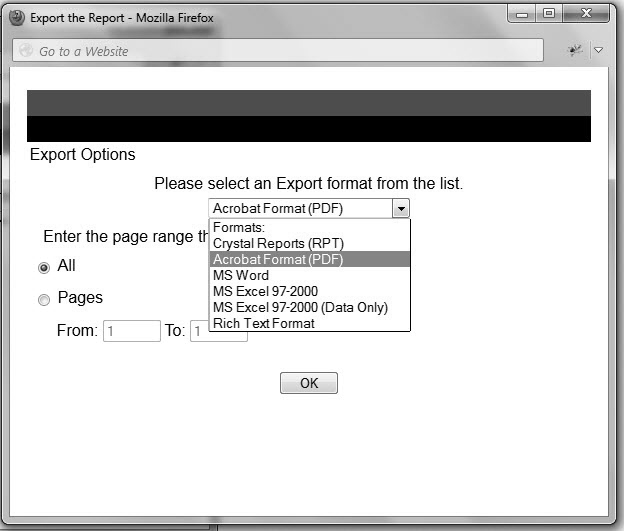 Export the Report - Mozilla Firefox
Go to a Website
Export Options
Please select an Export format from the list.
Acrobat Format (PDF)
Formats:
Crystal Reports (RPT)
Acrobat Format (PDF)
MS Word
MS Excel 97-2000
MS Excel 97-2000 (Data Only)
Rich Text Format
Enter the page range
All
Pages
From: 1 To: 1
OK